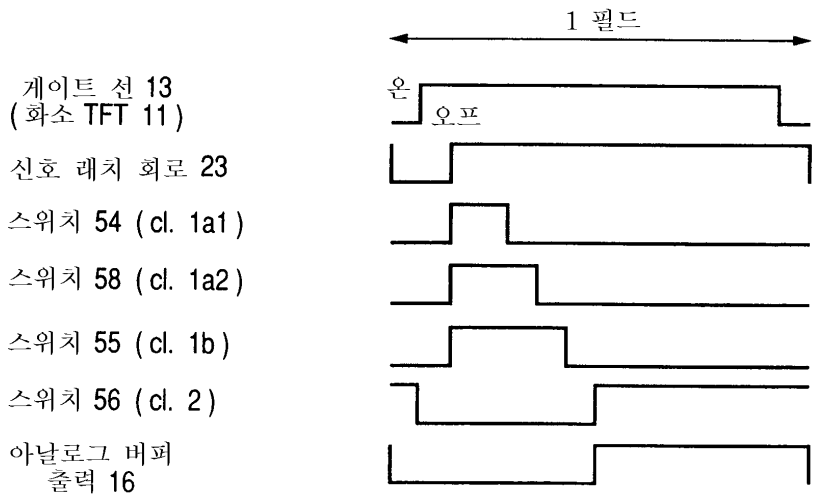 1 필드
게이트 선 13
(화소 TFT 11)
온
오프
신호 래치 회로 23
스위치 54 (cl. 1a1)
스위치 58 (cl. 1a2)
스위치 55 (cl. 1b)
스위치 56 (cl. 2)
아날로그 버퍼
출력 16